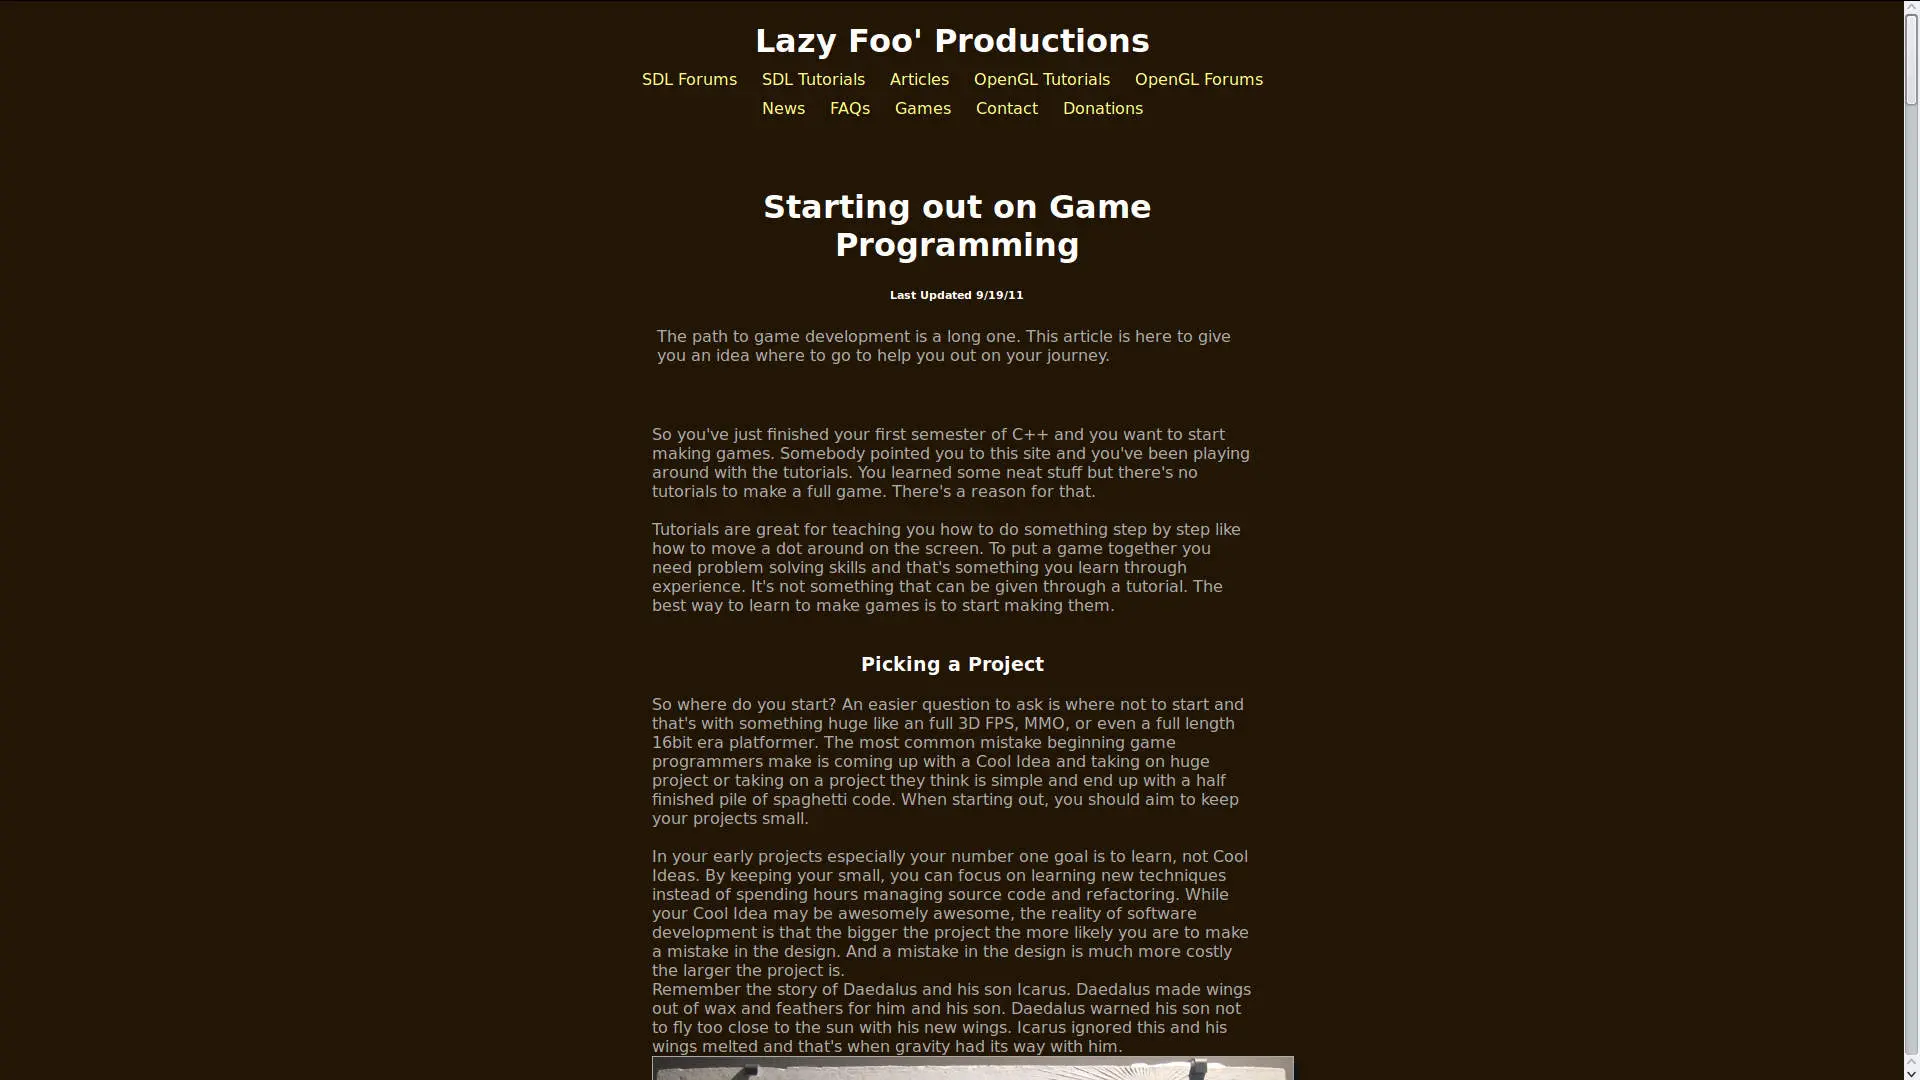 Lazy Foo' Productions
SDL Forums SDL Tutorials Articles OpenGL Tutorials OpenGL Forums
News FAQs Games Contact Donations
Starting out on Game
Programming
Last Updated 9/19/11
The path to game development is a long one. This article is here to give
you an idea where to go to help you out on your journey.
So you've just finished your first semester of C++ and you want to start
making games. Somebody pointed you to this site and you've been playing
around with the tutorials. You learned some neat stuff but there's no
tutorials to make a full game. There's a reason for that.
Tutorials are great for teaching you how to do something step by step like
how to move a dot around on the screen. To put a game together you
need problem solving skills and that's something you learn through
experience. It's not something that can be given through a tutorial. The
best way to learn to make games is to start making them.
Picking a Project
So where do you start? An easier question to ask is where not to start and
that's with something huge like an full 3D FPS, MMO, or even a full length
16bit era platformer. The most common mistake beginning game
programmers make is coming up with a Cool Idea and taking on huge
project or taking on a project they think is simple and end up with a half
finished pile of spaghetti code. When starting out, you should aim to keep
your projects small.
In your early projects especially your number one goal is to learn, not Cool
Ideas. By keeping your small, you can focus on learning new techniques
instead of spending hours managing source code and refactoring. While
your Cool Idea may be awesomely awesome, the reality of software
development is that the bigger the project the more likely you are to make
a mistake in the design. And a mistake in the design is much more costly
the larger the project is.
Remember the story of Daedalus and his son Icarus. Daedalus made wings
out of wax and feathers for him and his son. Daedalus warned his son not
to fly too close to the sun with his new wings. Icarus ignored this and his
wings melted and that's when gravity had its way with him.